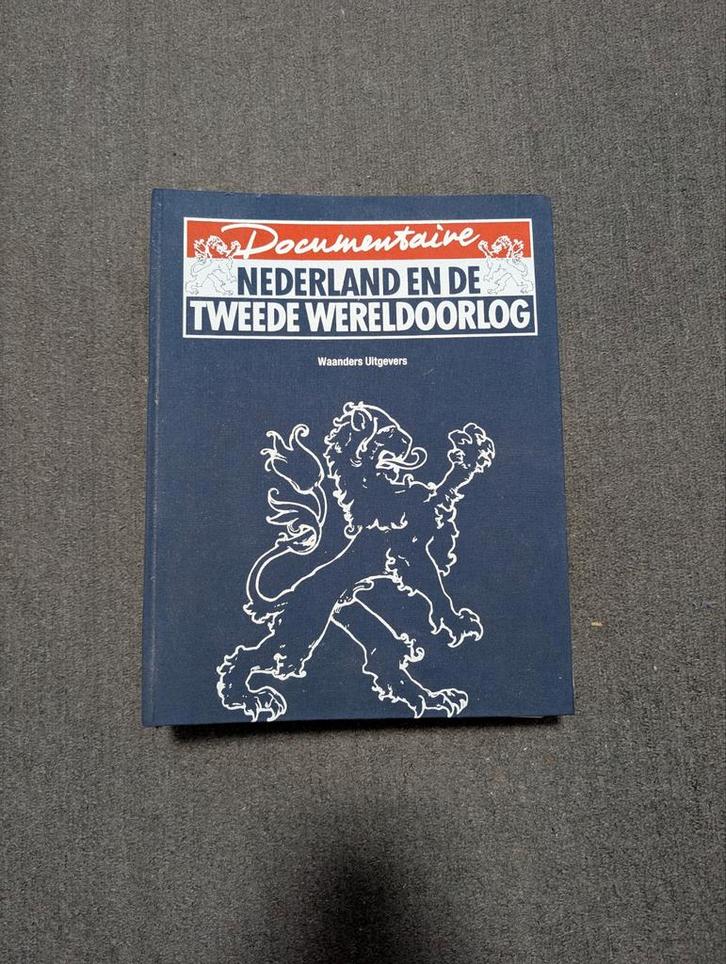 Documentaire
NEDERLAND EN DE
TWEEDE WERELDOORLOG
Waanders Uitgevers